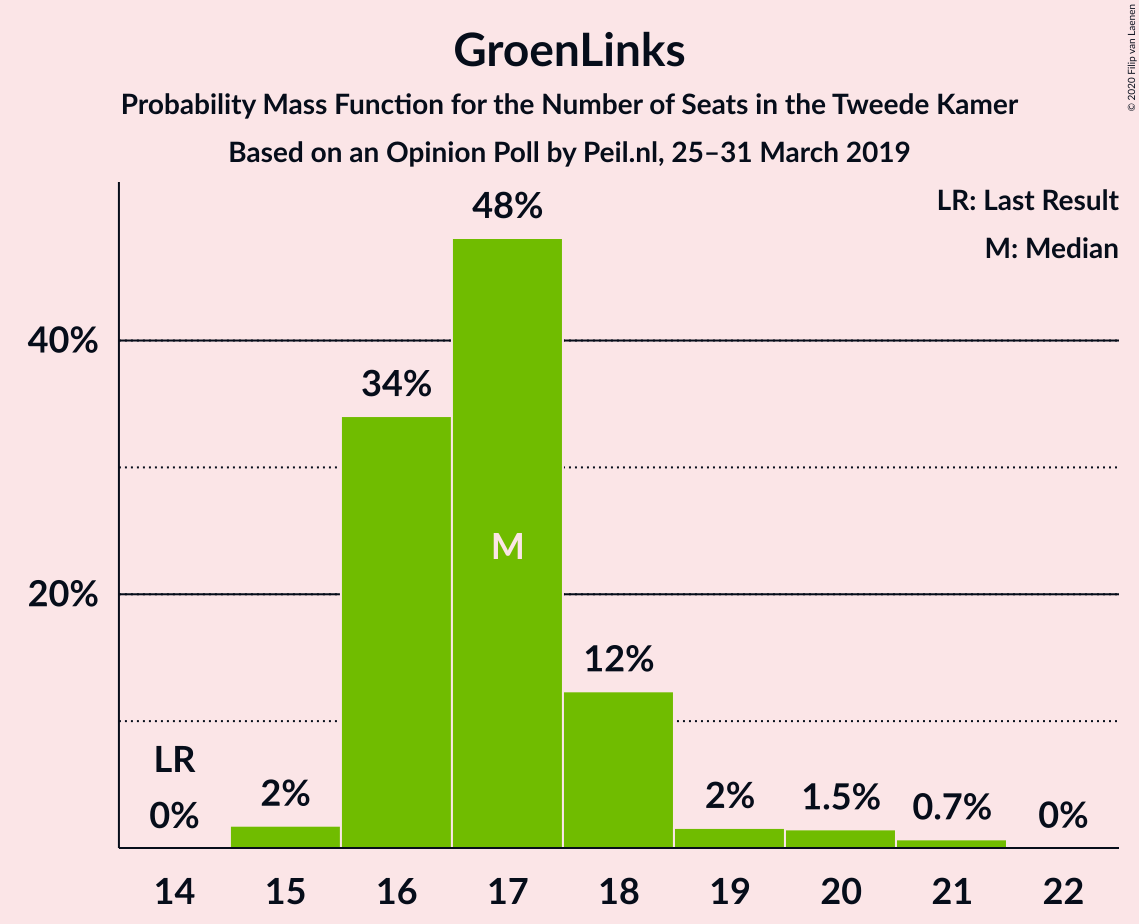 GroenLinks
Probability Mass Function for the Number of Seats in the Tweede Kamer
Based on an Opinion Poll by Peil.nl, 25–31 March 2019
© 2020 Filip van Laenen
LR: Last Result
M: Median
48%
40%
34%
M
20%
12%
LR
0%
2%
2%
1.5%
0.7%
0%
14 15 16 17 18 19 20 21 22